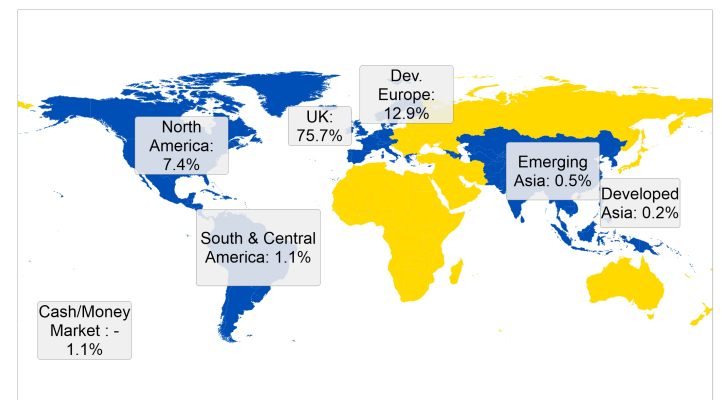 Dev.
Europe:
12.9%
UK:
75.7%
North
America:
7.4%
Emerging
Asia: 0.5%
Developed
Asia: 0.2%
South & Central
America: 1.1%
Cash/Money
Market : -
1.1%